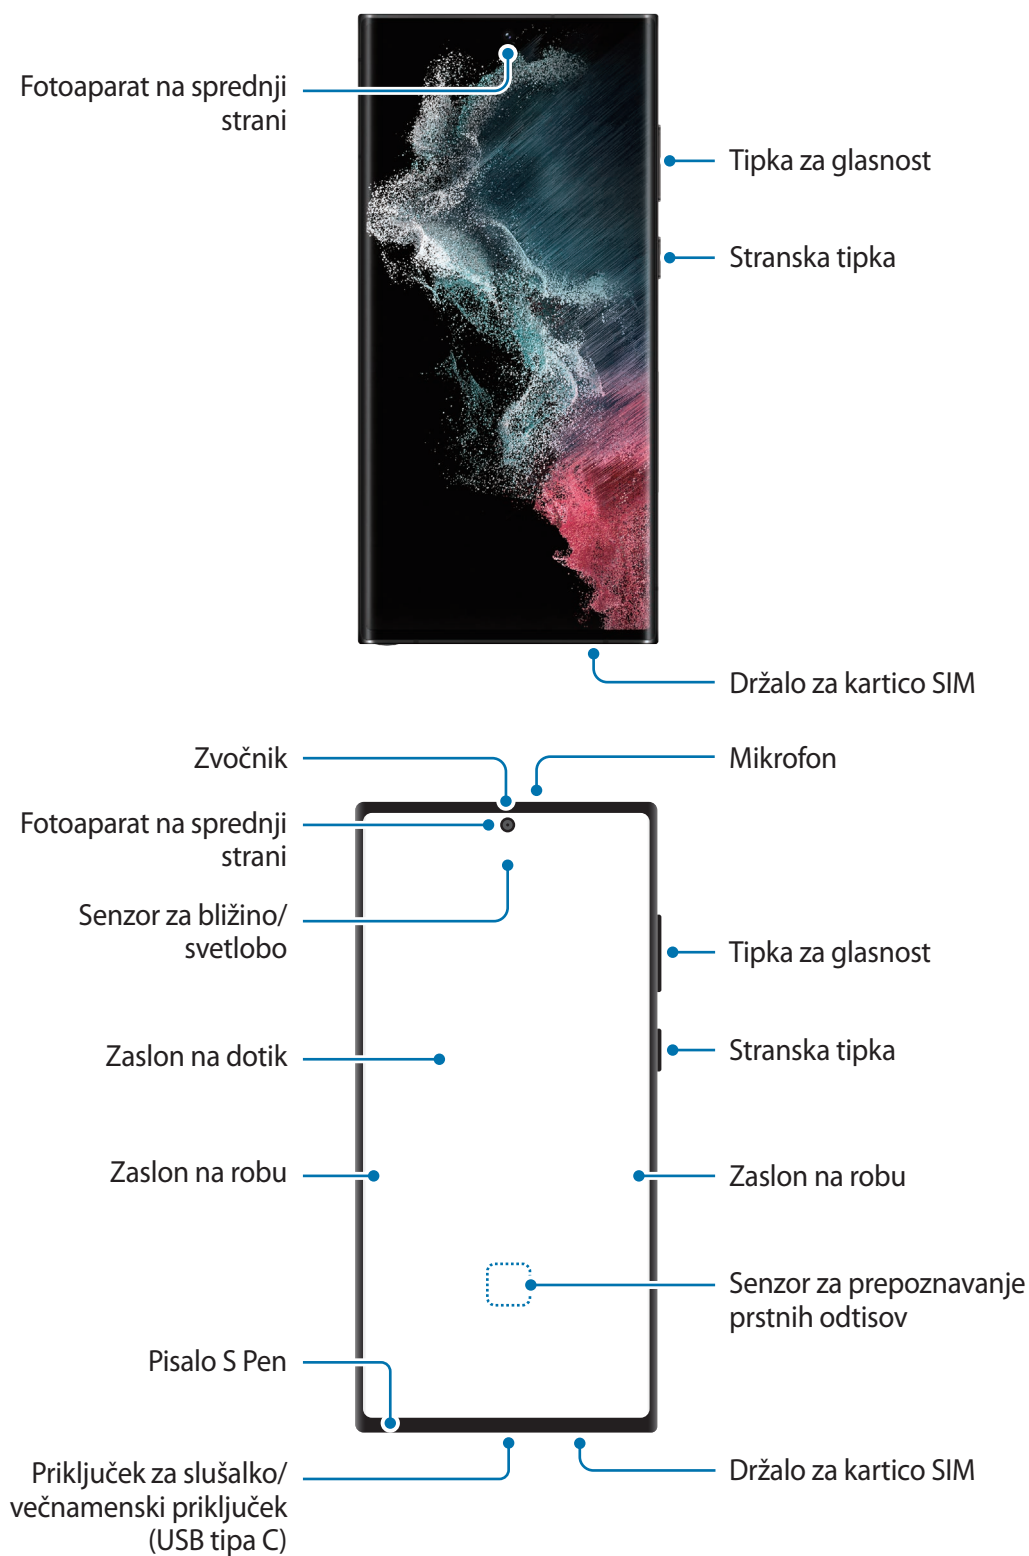 Fotoaparat na sprednji
strani
Tipka za glasnost
Stranska tipka
Držalo za kartico SIM
Zvočnik
Mikrofon
Fotoaparat na sprednji
strani
Senzor za bližino/
svetlobo
Tipka za glasnost
Zaslon na dotik
Stranska tipka
Zaslon na robu
Zaslon na robu
Senzor za prepoznavanje
prstnih odtisov
Pisalo S Pen
Priključek za slušalko/
večnamenski priključek
(USB tipa C)
Držalo za kartico SIM